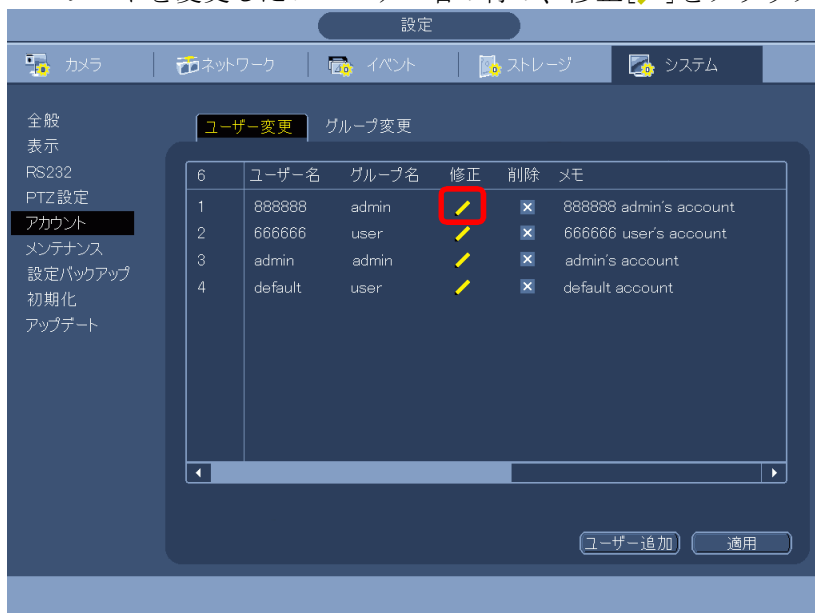 設定
カメラ ネットワーク イベント ストレージ システム
全般
表示
RS232
PTZ設定
アカウント
メンテナンス
設定バックアップ
初期化
アップデート
ユーザー変更 グループ変更
6 ユーザー名 グループ名 修正 削除 メモ
1 888888 admin 888888 admin's account
2 666666 user 666666 user's account
3 admin admin admin's account
4 default user default account
ユーザー追加 適用